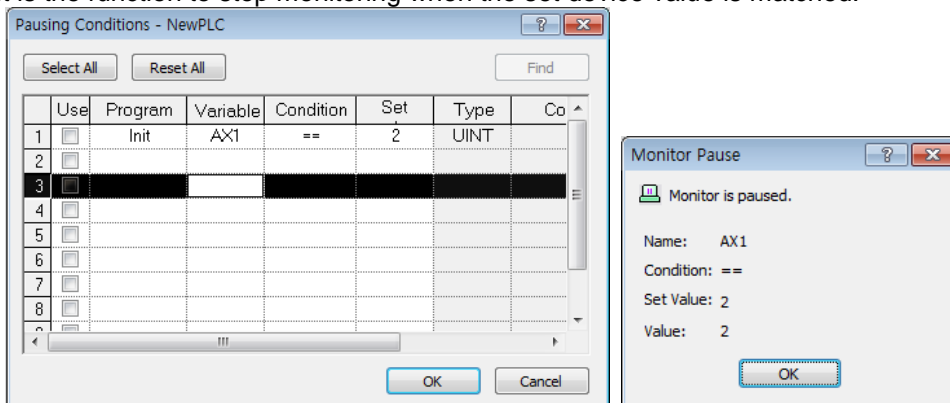 is the function to stop monitoring when the set device value is matched.
Pausing Conditions - NewPLC
Select All Reset All Find
Use Program Variable Condition Set Type Co
1 Init AX1 == 2 UINT
2
3
4
5
6
7
8
OK Cancel
Monitor Pause
Monitor is paused.
Name: AX1
Condition: ==
Set Value: 2
Value: 2
OK